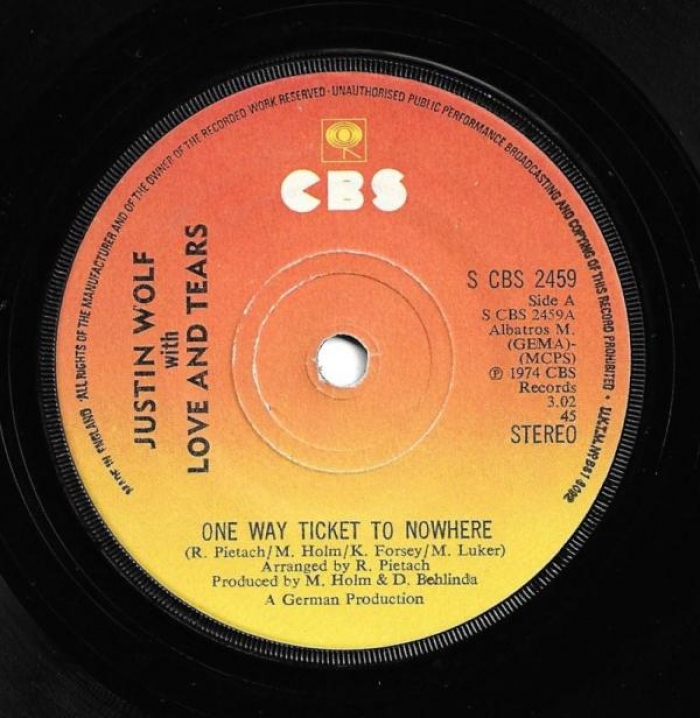 ·ALL RIGHTS OF THE MANUFACTURER AND OF THE OWNER OF THE RECORDED WORK RESERVED·UNAUTHORISED PUBLIC PERFORMANCE BROADCASTING AND COPYING OF THIS RECORD PROHIBITED·
CBS
JUSTIN WOLF
with
LOVE AND TEARS
S CBS 2459
Side A
S CBS 2459A
Albatros M.
(GEMA)-
(MCPS)
℗ 1974 CBS
Records
3.02
45
STEREO
ONE WAY TICKET TO NOWHERE
(R. Pietach/M. Holm/K. Forsey/M. Luker)
Arranged by R. Pietach
Produced by M. Holm & D. Behlinda
A German Production
MADE IN ENGLAND